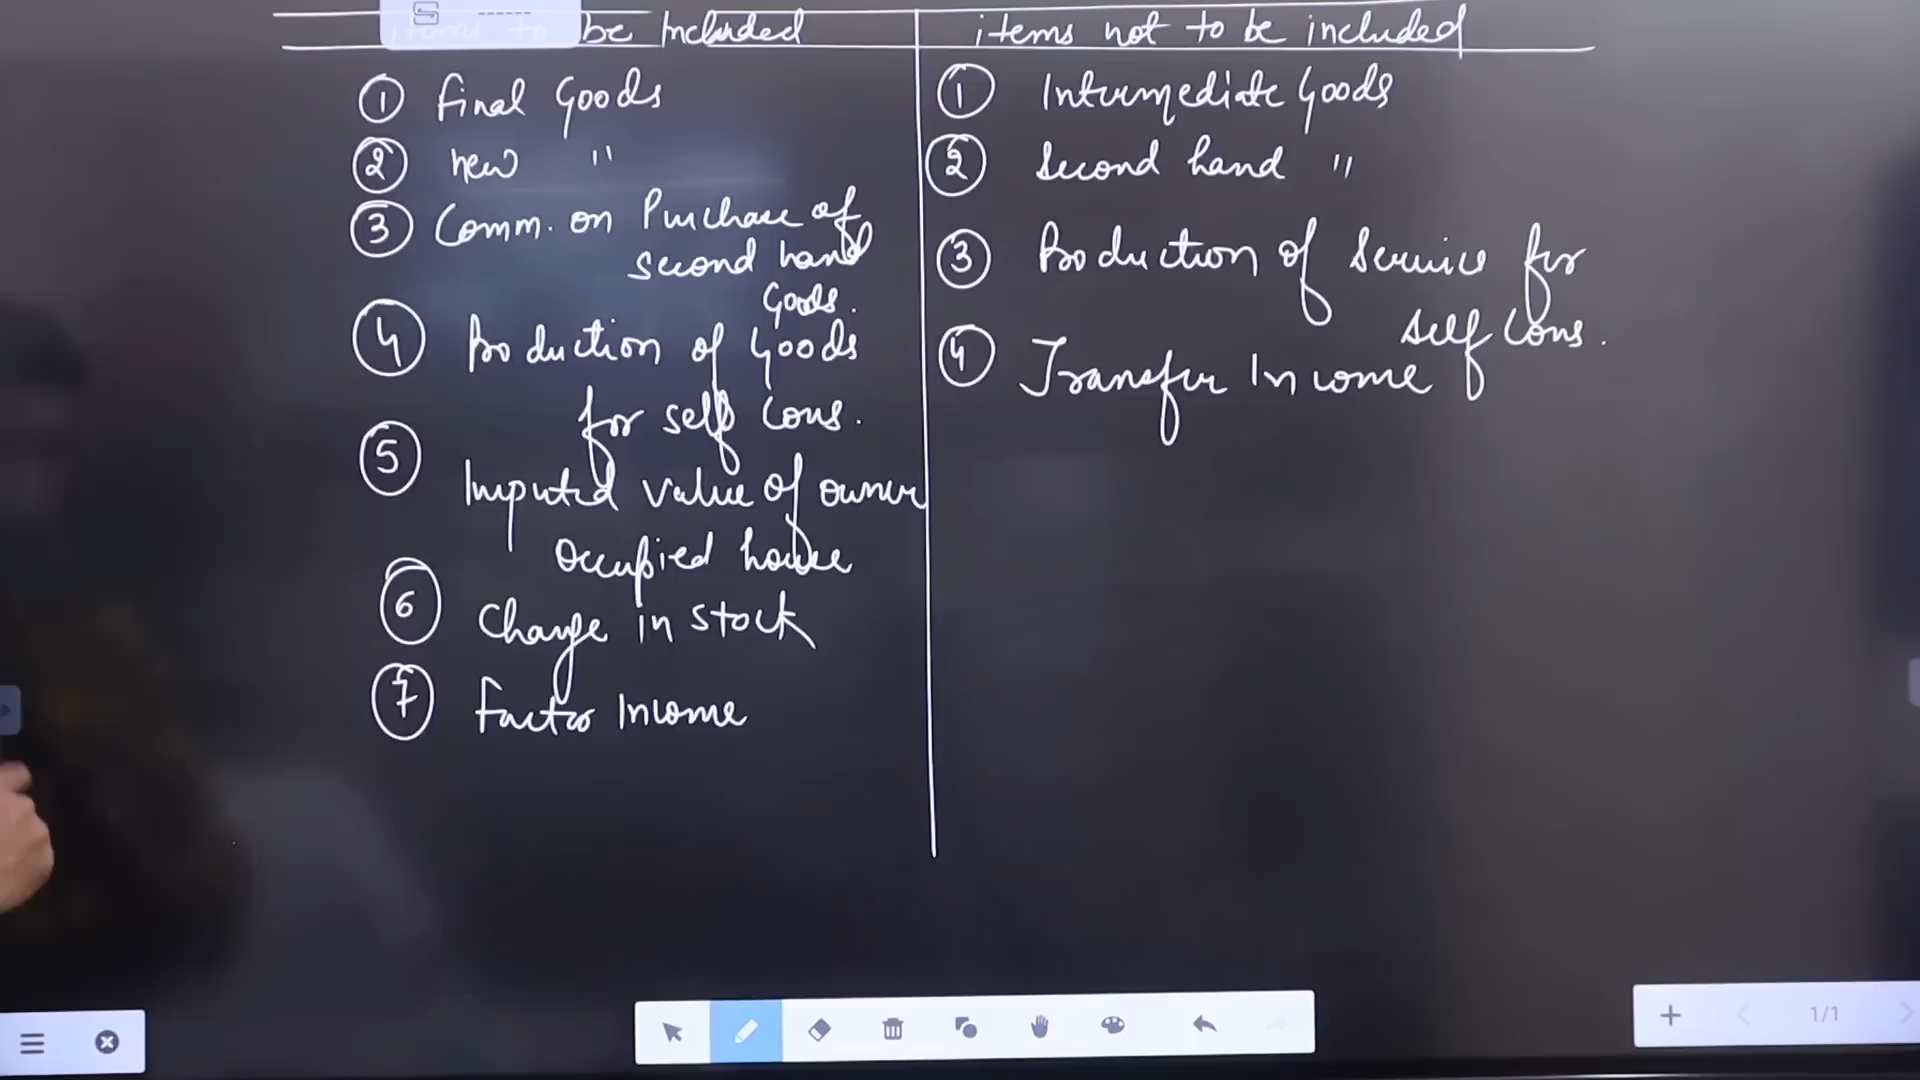 items to be Included
① final Goods
② new "
③ Comm. on Purchase of
second hand
Goods.
④ Production of Goods
for self Cons.
⑤ Imputed value of owner
occupied house
⑥ Change in stock
⑦ factor Income
items not to be included
① Intermediate Goods
② Second hand "
③ Production of Service for
self Cons.
④ Transfer Income
1/1